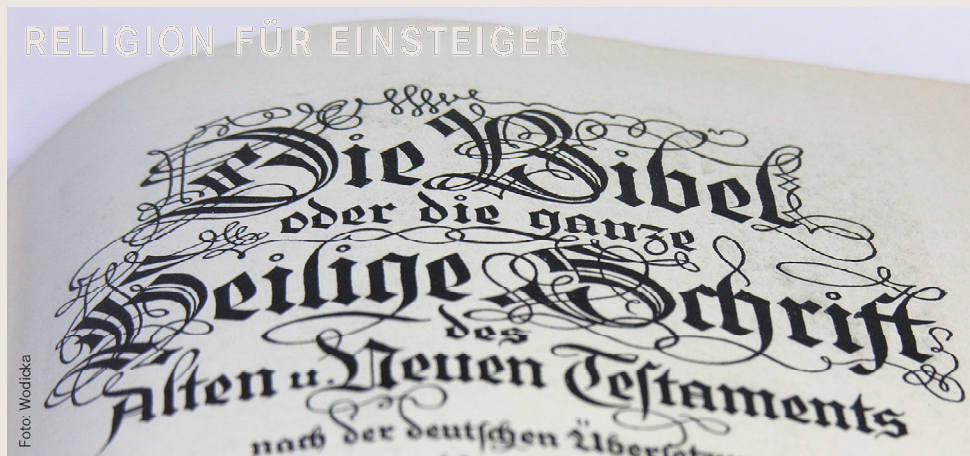 RELIGION FÜR EINSTEIGER
Die Bibel
oder die ganze
Heilige Schrift
des
Alten u. Neuen Testaments
nach der deutschen
Foto: Wodicka